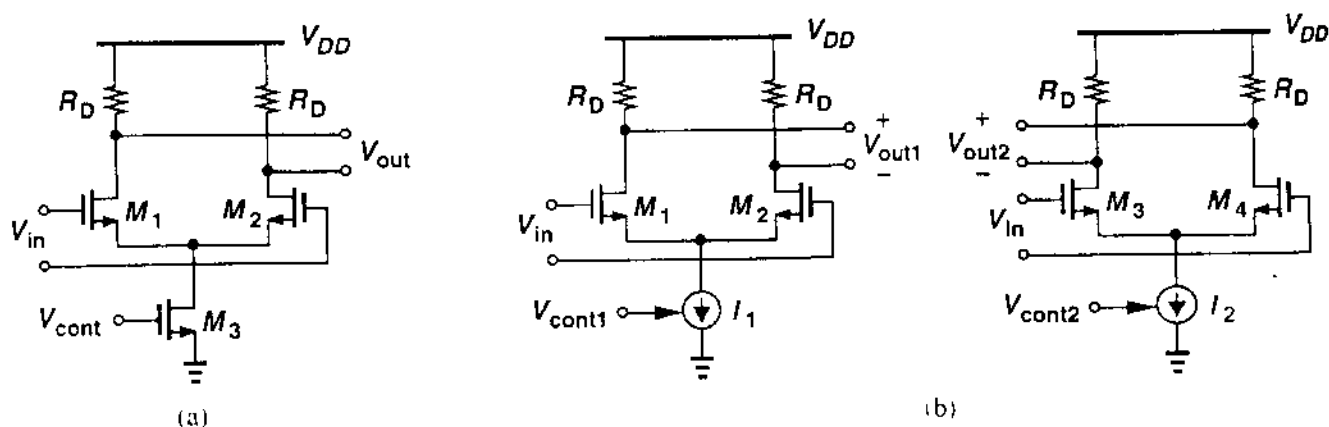 V_DD
R_D
R_D
V_out
V_in
M_1
M_2
V_cont
M_3
(a)
V_DD
R_D
R_D
+
V_out1
−
V_in
M_1
M_2
V_cont1
I_1
V_DD
R_D
R_D
+
V_out2
−
V_in
M_3
M_4
V_cont2
I_2
(b)